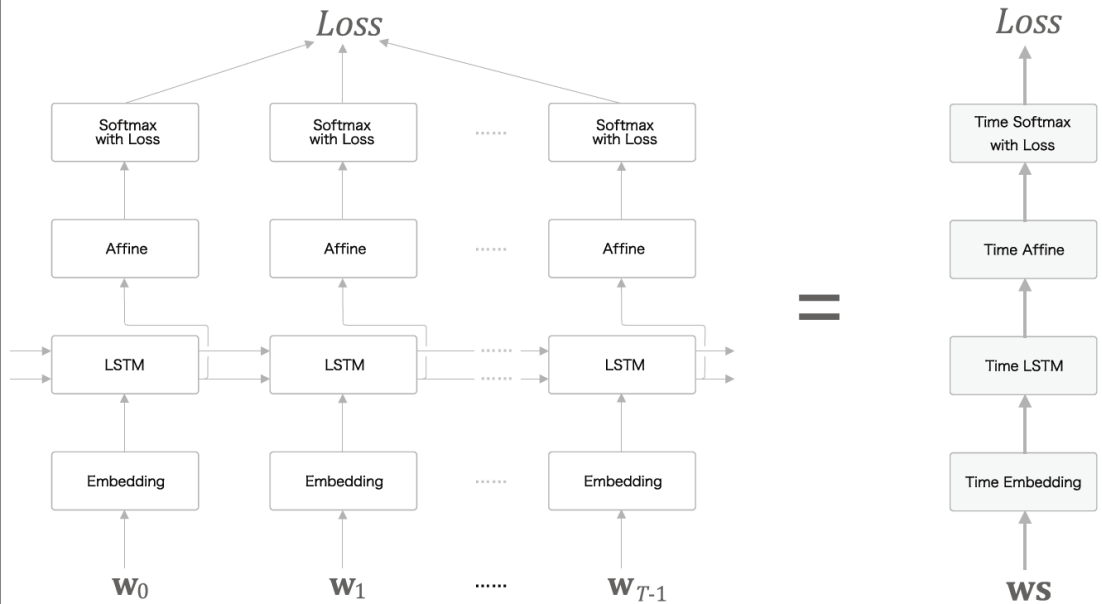 Loss
Loss
Softmax
with Loss
Softmax
with Loss
……
Softmax
with Loss
Time Softmax
with Loss
Affine
Affine
……
Affine
Time Affine
=
LSTM
LSTM
……
……
LSTM
Time LSTM
Embedding
Embedding
……
Embedding
Time Embedding
w0
w1
……
wT-1
ws